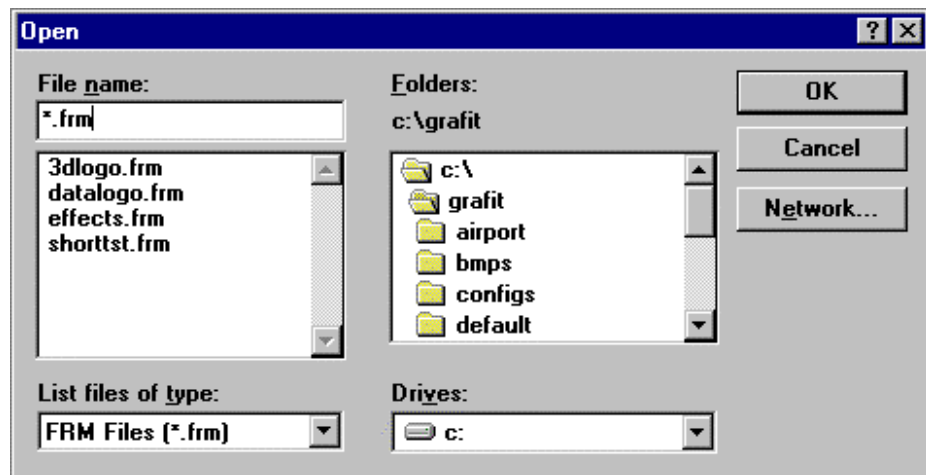 Open
File name:
*.frm
3dlogo.frm
datalogo.frm
effects.frm
shorttst.frm
List files of type:
FRM Files (*.frm)
Folders:
c:\grafit
c:\
grafit
airport
bmps
configs
default
Drives:
c:
OK
Cancel
Network...